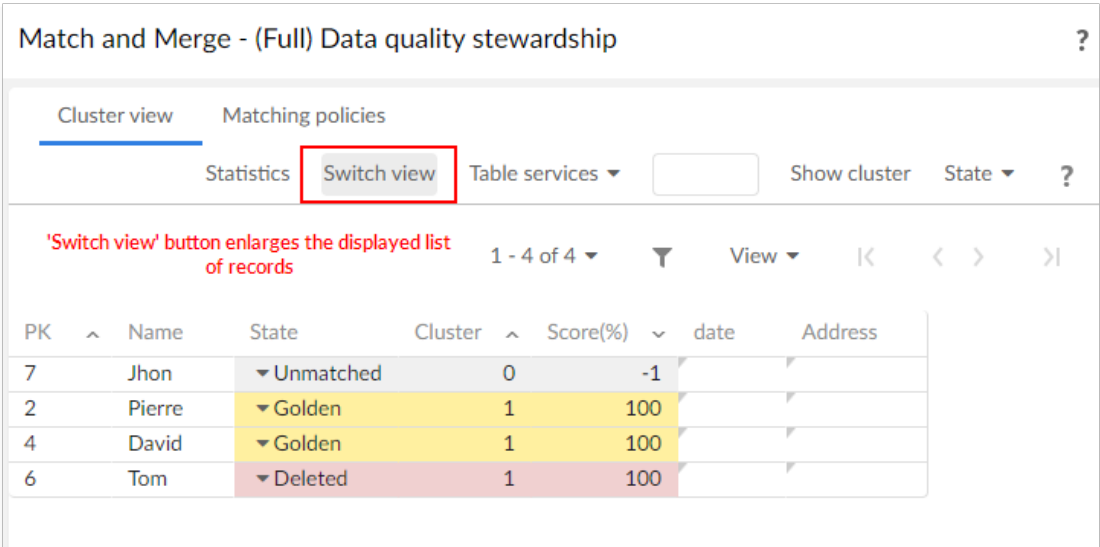 Match and Merge - (Full) Data quality stewardship ?
Cluster view Matching policies
Statistics Switch view Table services Show cluster State ?
'Switch view' button enlarges the displayed list
of records
1 - 4 of 4 View
PK Name State Cluster Score(%) date Address
7 Jhon Unmatched 0 -1
2 Pierre Golden 1 100
4 David Golden 1 100
6 Tom Deleted 1 100